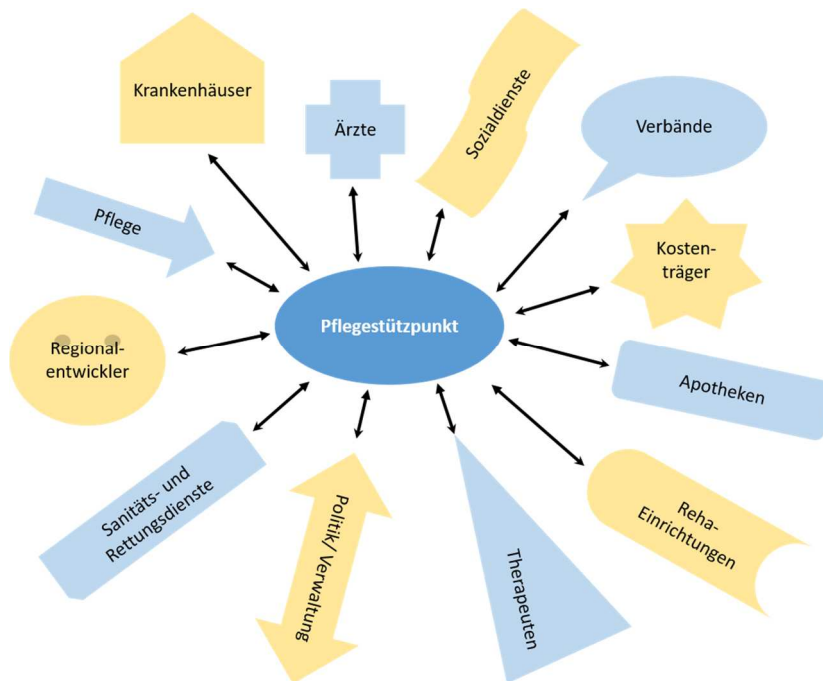 Krankenhäuser
Ärzte
Sozialdienste
Verbände
Pflege
Kosten-
träger
Pflegestützpunkt
Regional-
entwickler
Apotheken
Sanitäts- und
Rettungsdienste
Politik/ Verwaltung
Therapeuten
Reha-
Einrichtungen